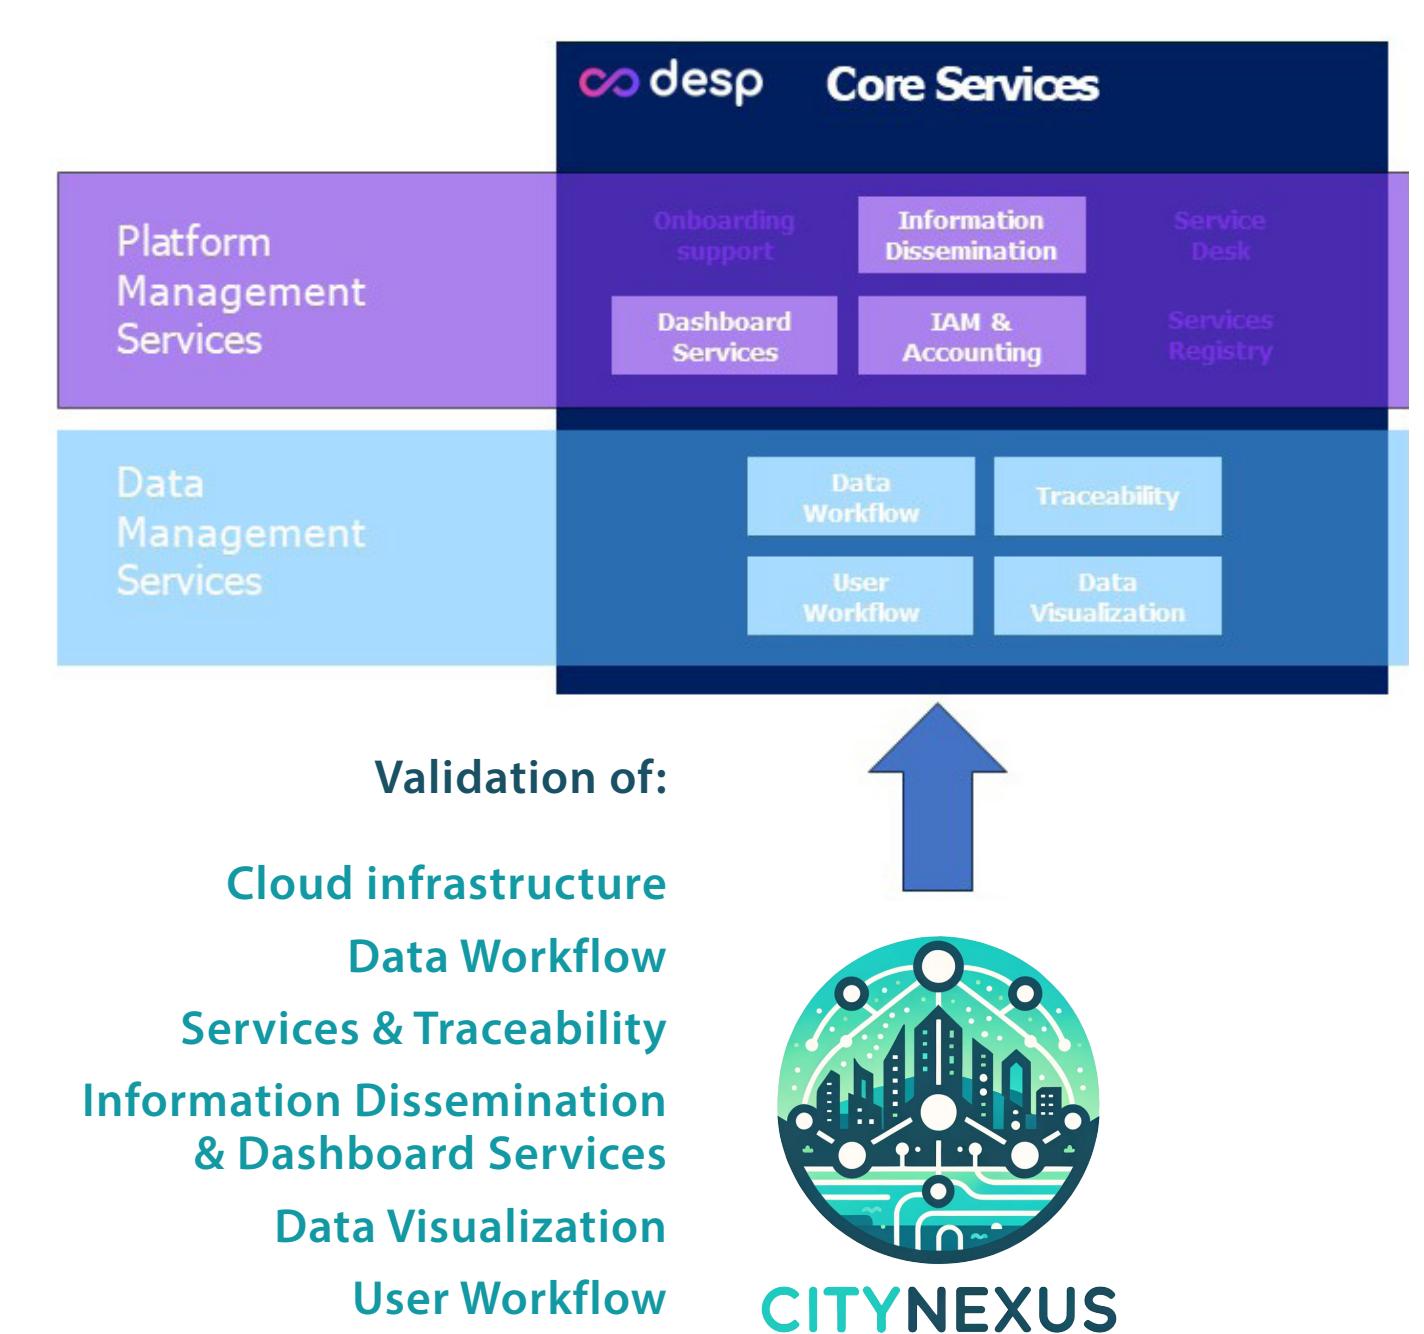 desp Core Services
Platform
Management
Services
Onboarding
support
Information
Dissemination
Service
Desk
Dashboard
Services
IAM &
Accounting
Services
Registry
Data
Management
Services
Data
Workflow
Traceability
User
Workflow
Data
Visualization
Validation of:
Cloud infrastructure
Data Workflow
Services & Traceability
Information Dissemination
& Dashboard Services
Data Visualization
User Workflow
CITYNEXUS